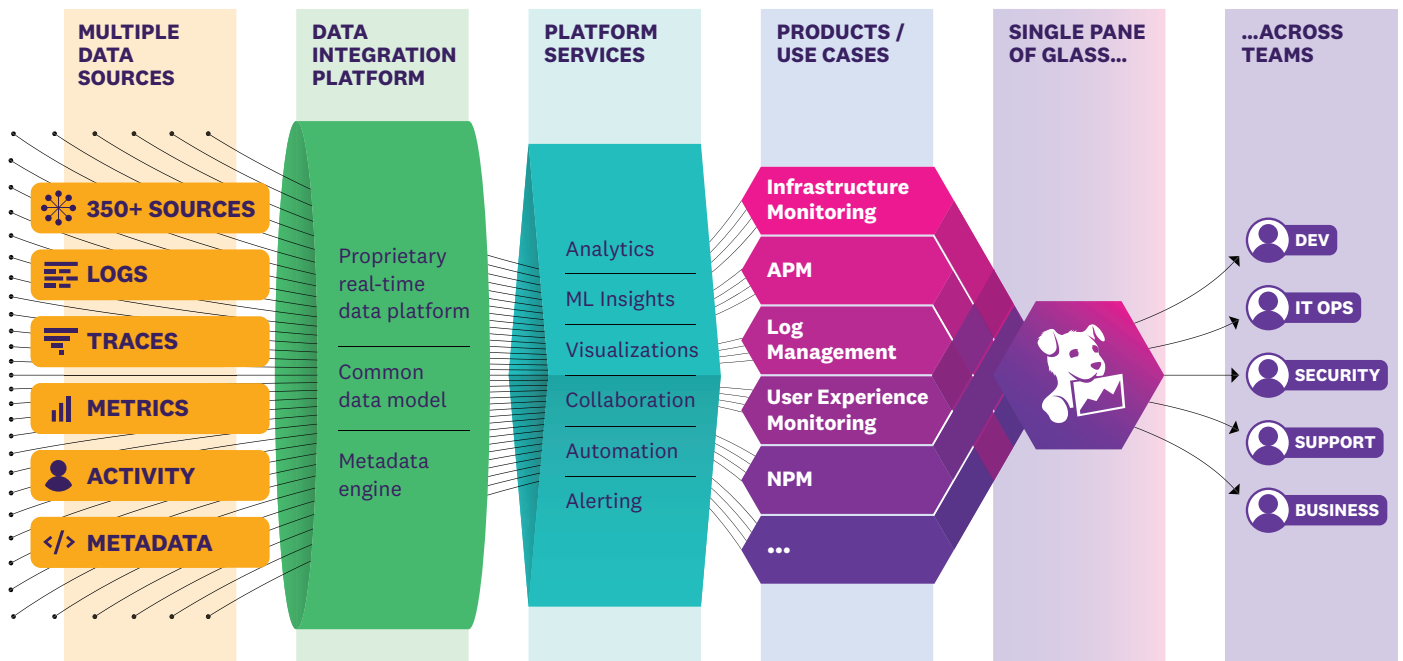 MULTIPLE
DATA
SOURCES
350+ SOURCES
LOGS
TRACES
METRICS
ACTIVITY
</> METADATA
DATA
INTEGRATION
PLATFORM
Proprietary
real-time
data platform
Common
data model
Metadata
engine
PLATFORM
SERVICES
Analytics
ML Insights
Visualizations
Collaboration
Automation
Alerting
PRODUCTS /
USE CASES
Infrastructure
Monitoring
APM
Log
Management
User Experience
Monitoring
NPM
...
SINGLE PANE
OF GLASS...
...ACROSS
TEAMS
DEV
IT OPS
SECURITY
SUPPORT
BUSINESS